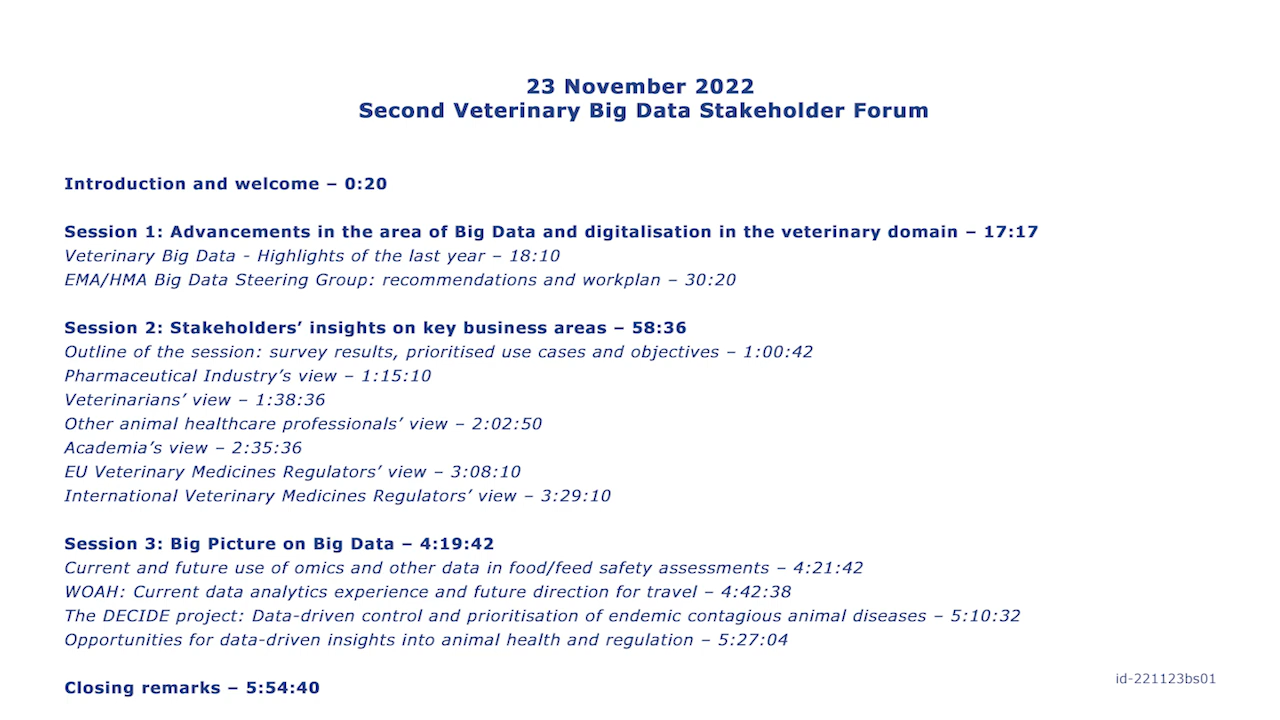 23 November 2022
Second Veterinary Big Data Stakeholder Forum
Introduction and welcome – 0:20
Session 1: Advancements in the area of Big Data and digitalisation in the veterinary domain – 17:17
Veterinary Big Data - Highlights of the last year – 18:10
EMA/HMA Big Data Steering Group: recommendations and workplan – 30:20
Session 2: Stakeholders’ insights on key business areas – 58:36
Outline of the session: survey results, prioritised use cases and objectives – 1:00:42
Pharmaceutical Industry’s view – 1:15:10
Veterinarians’ view – 1:38:36
Other animal healthcare professionals’ view – 2:02:50
Academia’s view – 2:35:36
EU Veterinary Medicines Regulators’ view – 3:08:10
International Veterinary Medicines Regulators’ view – 3:29:10
Session 3: Big Picture on Big Data – 4:19:42
Current and future use of omics and other data in food/feed safety assessments – 4:21:42
WOAH: Current data analytics experience and future direction for travel – 4:42:38
The DECIDE project: Data-driven control and prioritisation of endemic contagious animal diseases – 5:10:32
Opportunities for data-driven insights into animal health and regulation – 5:27:04
Closing remarks – 5:54:40
id-221123bs01